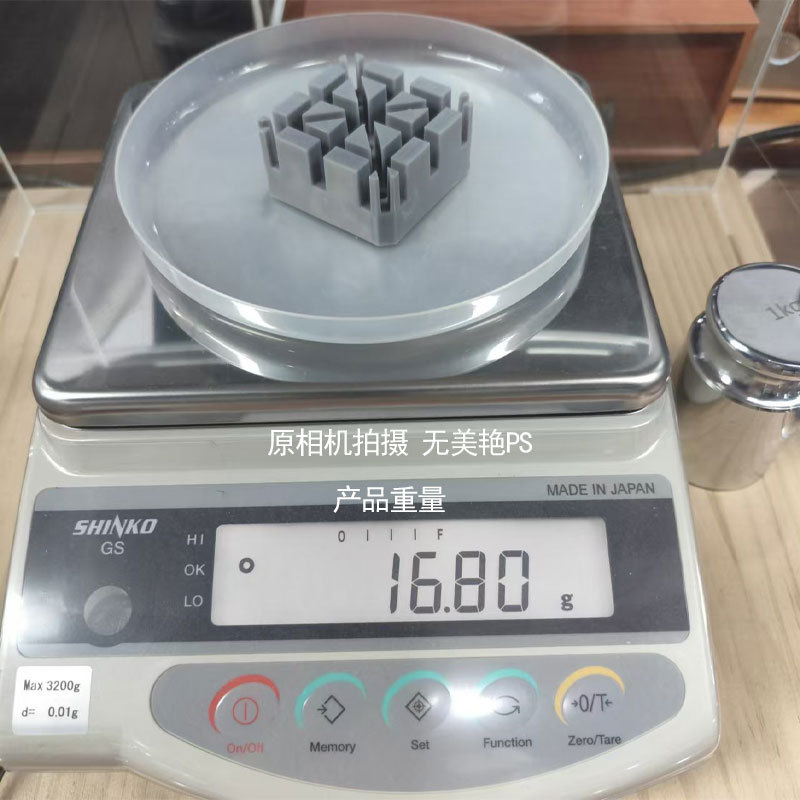 1kg
原相机拍摄 无美艳PS
产品重量
MADE IN JAPAN
SHINKO
GS
HI
OK
LO
O F
16.80 g
Max 3200g
d= 0.01g
On/Off
Memory
Set
Function
→O/T←
Zero/Tare